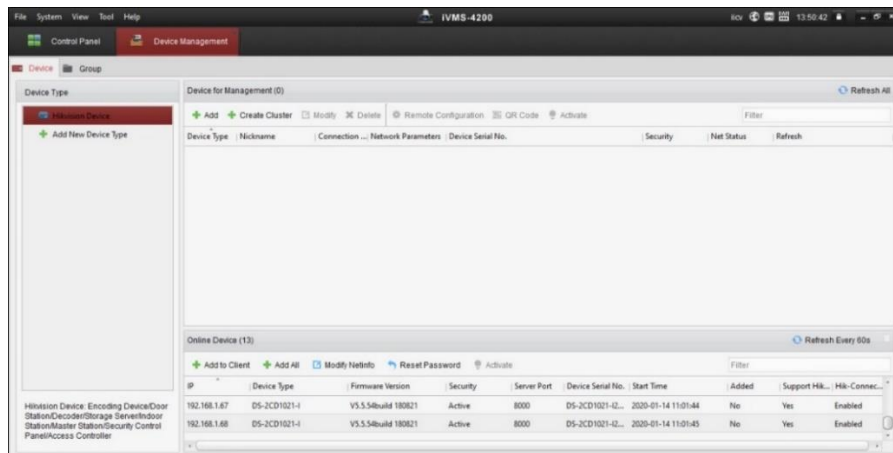 File System View Tool Help iVMS-4200 13:50:42
Control Panel Device Management
Device Group
Device Type
Hikvision Device
Add New Device Type
Device for Management (0) Refresh All
Add Create Cluster Modify Delete Remote Configuration QR Code Activate Filter
Device Type Nickname Connection ... Network Parameters Device Serial No. Security Net Status Refresh
Online Device (13) Refresh Every 60s
Add to Client Add All Modify Netinfo Reset Password Activate Filter
IP Device Type Firmware Version Security Server Port Device Serial No. Start Time Added Support Hik... Hik-Connec...
192.168.1.67 DS-2CD1021-I V5.5.54build 180821 Active 8000 DS-2CD1021-I2... 2020-01-14 11:01:44 No Yes Enabled
192.168.1.68 DS-2CD1021-I V5.5.54build 180821 Active 8000 DS-2CD1021-I2... 2020-01-14 11:01:45 No Yes Enabled
Hikvision Device: Encoding Device/Door
Station/Decoder/Storage Server/Indoor
Station/Master Station/Security Control
Panel/Access Controller